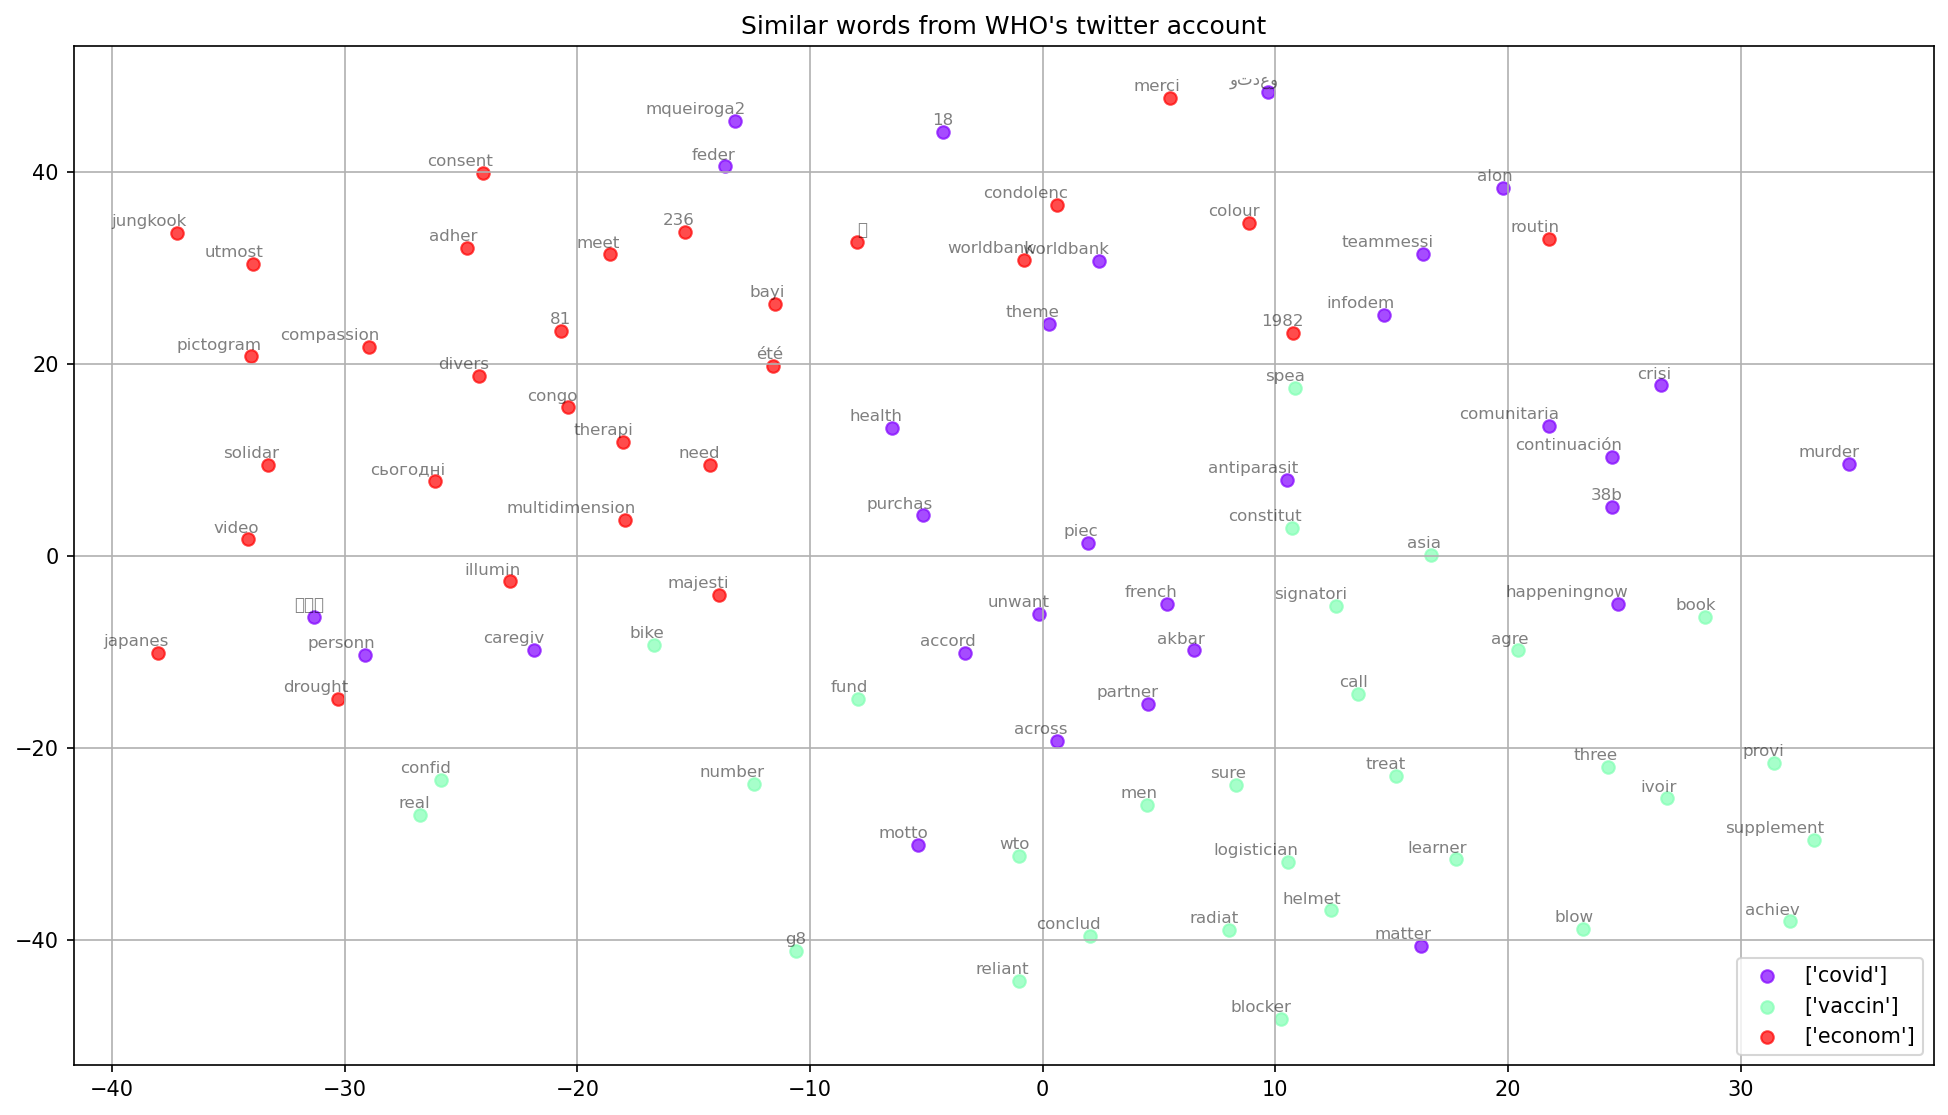 Similar words from WHO's twitter account
وتدعو
merci
mqueiroga2
18
feder
consent
condolenc
alon
jungkook
236
colour
routin
adher
meet
utmost
worldbank
worldbank
teammessi
bavi
infodem
81
theme
1982
compassion
pictogram
été
divers
spea
crisi
congo
health
comunitaria
therapi
continuación
solidar
need
murder
сьогодні
antiparasit
multidimension
purchas
38b
constitut
video
piec
asia
illumin
majesti
unwant
french
signatori
happeningnow
book
japanes
personn
caregiv
bike
accord
akbar
agre
drought
fund
partner
call
across
confid
number
sure
treat
three
provi
real
men
ivoir
motto
wto
logistician
learner
supplement
helmet
g8
conclud
radiat
matter
blow
achiev
reliant
blocker
40
20
0
−20
−40
−40
−30
−20
−10
0
10
20
30
['covid']
['vaccin']
['econom']